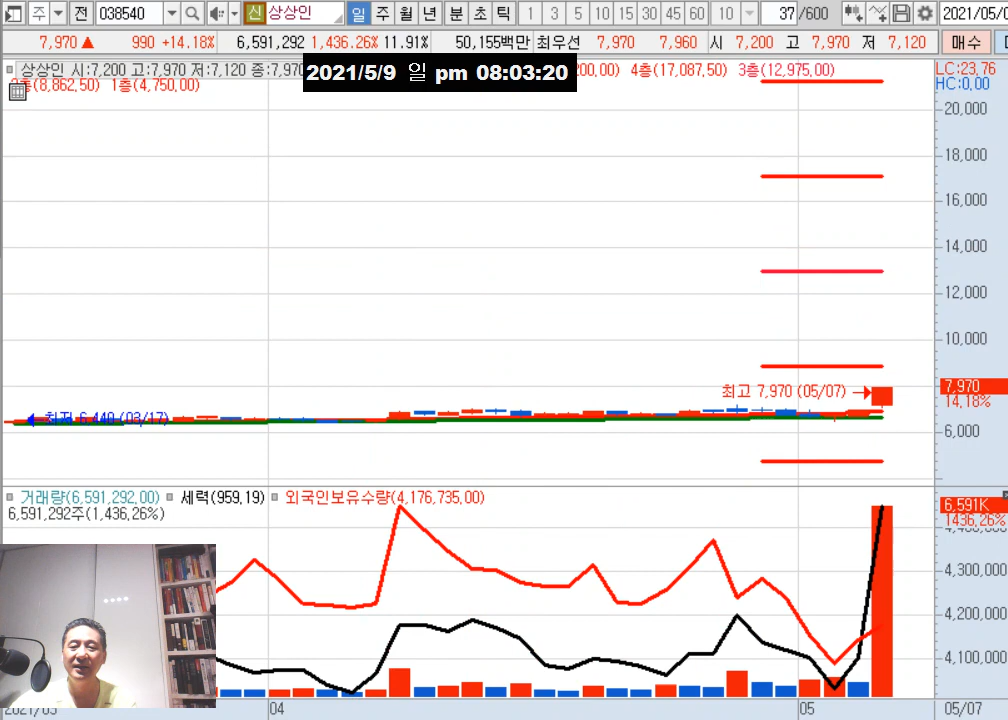 주 전 038540 신 상상인 일 주 월 년 분 초 틱 1 3 5 10 15 30 45 60 10 37 /600 2021/05/0
7,970 ▲ 990 +14.18% 6,591,292 1,436.26% 11.91% 50,155백만 최우선 7,970 7,960 시 7,200 고 7,970 저 7,120 매수
상상인 시:7,200 고:7,970 저:7,120 종:7,970
2021/5/9 일 pm 08:03:20
200,00) 4층(17,087,50) 3층(12,975,00)
층(8,862,50) 1층(4,750,00)
LC:23,76
HC:0,00
20,000
18,000
16,000
14,000
12,000
10,000
최고 7,970 (05/07) →
7,970
14,18%
최저 6,440 (03/17)
6,000
거래량(6,591,292,00) 세력(959,19) 외국인보유수량(4,176,735,00)
6,591,292주(1,436,26%)
6,591K
1436,26%
4,400,000
4,300,000
4,200,000
4,100,000
2021/03 04 05 05/07